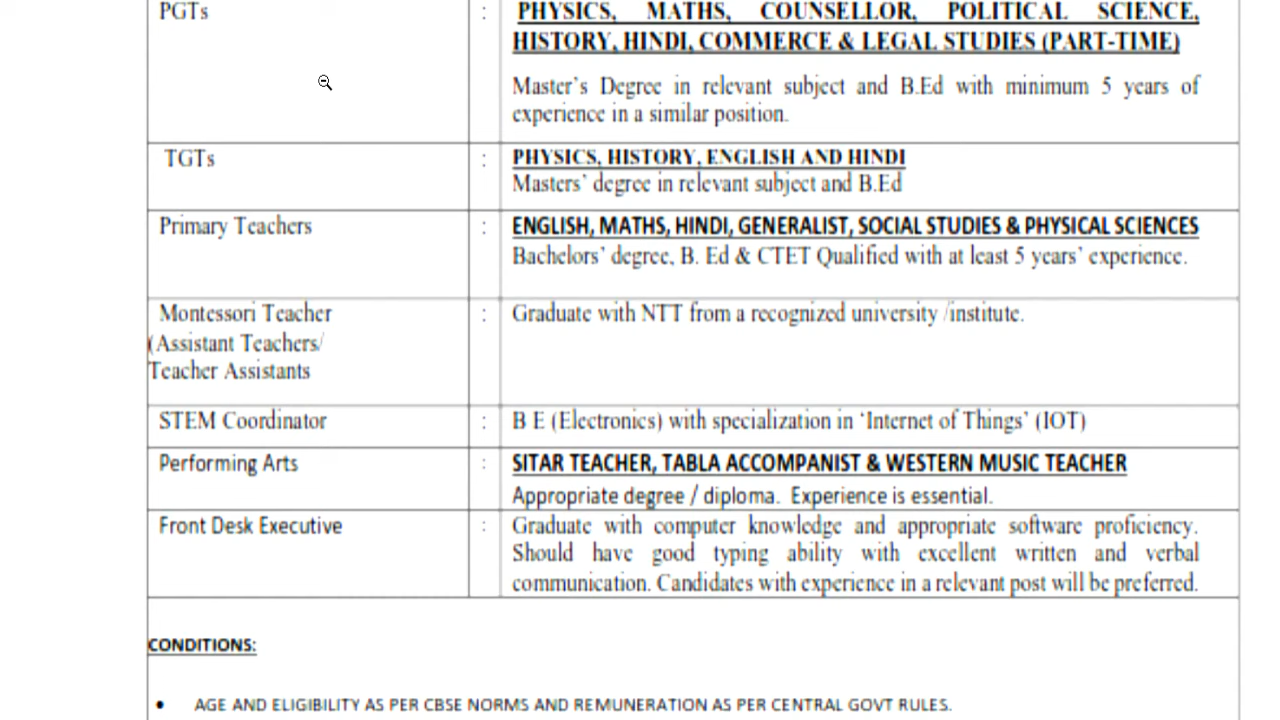 PGTs : PHYSICS, MATHS, COUNSELLOR, POLITICAL SCIENCE,
HISTORY, HINDI, COMMERCE & LEGAL STUDIES (PART-TIME)
Master's Degree in relevant subject and B.Ed with minimum 5 years of
experience in a similar position.
TGTs : PHYSICS, HISTORY, ENGLISH AND HINDI
Masters' degree in relevant subject and B.Ed
Primary Teachers : ENGLISH, MATHS, HINDI, GENERALIST, SOCIAL STUDIES & PHYSICAL SCIENCES
Bachelors' degree, B. Ed & CTET Qualified with at least 5 years' experience.
Montessori Teacher : Graduate with NTT from a recognized university /institute.
(Assistant Teachers/
Teacher Assistants
STEM Coordinator : B E (Electronics) with specialization in 'Internet of Things' (IOT)
Performing Arts : SITAR TEACHER, TABLA ACCOMPANIST & WESTERN MUSIC TEACHER
Appropriate degree / diploma. Experience is essential.
Front Desk Executive : Graduate with computer knowledge and appropriate software proficiency.
Should have good typing ability with excellent written and verbal
communication. Candidates with experience in a relevant post will be preferred.
CONDITIONS:
• AGE AND ELIGIBILITY AS PER CBSE NORMS AND REMUNERATION AS PER CENTRAL GOVT RULES.